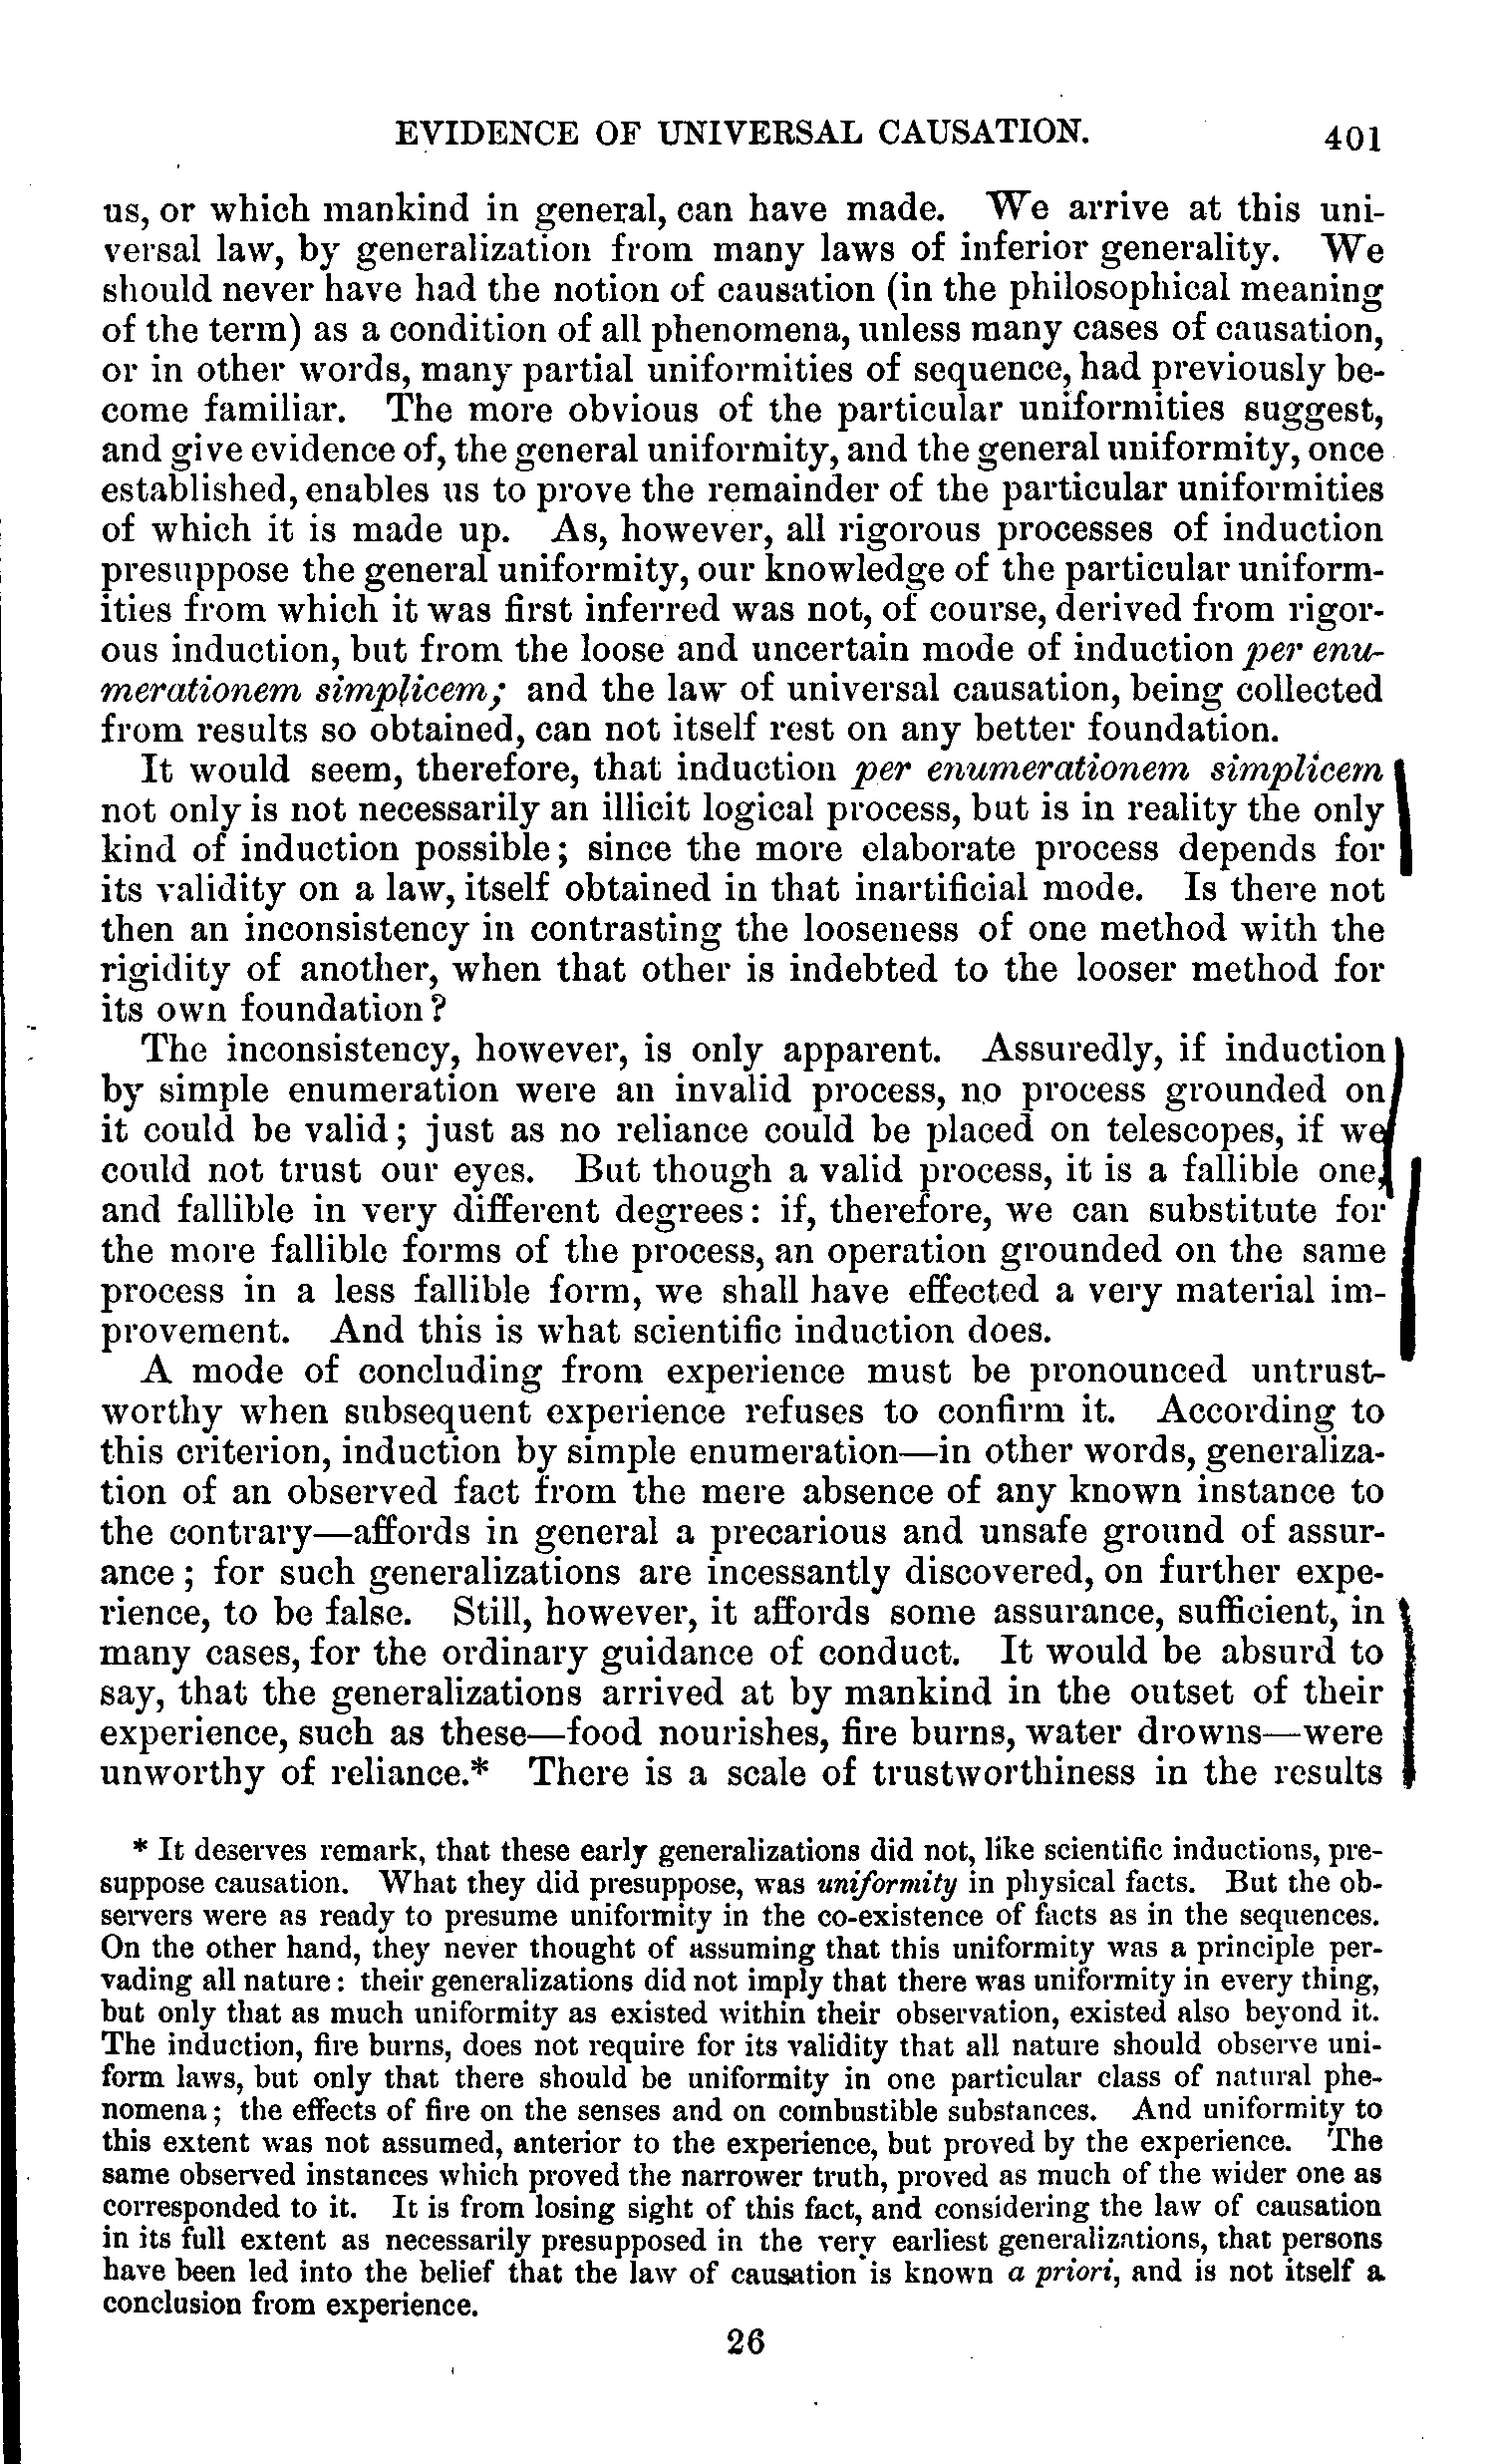 EVIDENCE OF UNIVERSAL CAUSATION. 401
us, or which mankind in general, can have made. We arrive at this uni-
versal law, by generalization from many laws of inferior generality. We
should never have had the notion of causation (in the philosophical meaning
of the term) as a condition of all phenomena, unless many cases of causation,
or in other words, many partial uniformities of sequence, had previously be-
come familiar. The more obvious of the particular uniformities suggest,
and give evidence of, the general uniformity, and the general uniformity, once
established, enables us to prove the remainder of the particular uniformities
of which it is made up. As, however, all rigorous processes of induction
presuppose the general uniformity, our knowledge of the particular uniform-
ities from which it was first inferred was not, of course, derived from rigor-
ous induction, but from the loose and uncertain mode of induction per enu-
merationem simplicem; and the law of universal causation, being collected
from results so obtained, can not itself rest on any better foundation.
It would seem, therefore, that induction per enumerationem simplicem
not only is not necessarily an illicit logical process, but is in reality the only
kind of induction possible; since the more elaborate process depends for
its validity on a law, itself obtained in that inartificial mode. Is there not
then an inconsistency in contrasting the looseness of one method with the
rigidity of another, when that other is indebted to the looser method for
its own foundation?
The inconsistency, however, is only apparent. Assuredly, if induction
by simple enumeration were an invalid process, no process grounded on
it could be valid; just as no reliance could be placed on telescopes, if we
could not trust our eyes. But though a valid process, it is a fallible one,
and fallible in very different degrees: if, therefore, we can substitute for
the more fallible forms of the process, an operation grounded on the same
process in a less fallible form, we shall have effected a very material im-
provement. And this is what scientific induction does.
A mode of concluding from experience must be pronounced untrust-
worthy when subsequent experience refuses to confirm it. According to
this criterion, induction by simple enumeration—in other words, generaliza-
tion of an observed fact from the mere absence of any known instance to
the contrary—affords in general a precarious and unsafe ground of assur-
ance; for such generalizations are incessantly discovered, on further expe-
rience, to be false. Still, however, it affords some assurance, sufficient, in
many cases, for the ordinary guidance of conduct. It would be absurd to
say, that the generalizations arrived at by mankind in the outset of their
experience, such as these—food nourishes, fire burns, water drowns—were
unworthy of reliance.* There is a scale of trustworthiness in the results
* It deserves remark, that these early generalizations did not, like scientific inductions, pre-
suppose causation. What they did presuppose, was uniformity in physical facts. But the ob-
servers were as ready to presume uniformity in the co-existence of facts as in the sequences.
On the other hand, they never thought of assuming that this uniformity was a principle per-
vading all nature: their generalizations did not imply that there was uniformity in every thing,
but only that as much uniformity as existed within their observation, existed also beyond it.
The induction, fire burns, does not require for its validity that all nature should observe uni-
form laws, but only that there should be uniformity in one particular class of natural phe-
nomena; the effects of fire on the senses and on combustible substances. And uniformity to
this extent was not assumed, anterior to the experience, but proved by the experience. The
same observed instances which proved the narrower truth, proved as much of the wider one as
corresponded to it. It is from losing sight of this fact, and considering the law of causation
in its full extent as necessarily presupposed in the very earliest generalizations, that persons
have been led into the belief that the law of causation is known a priori, and is not itself a
conclusion from experience.
26